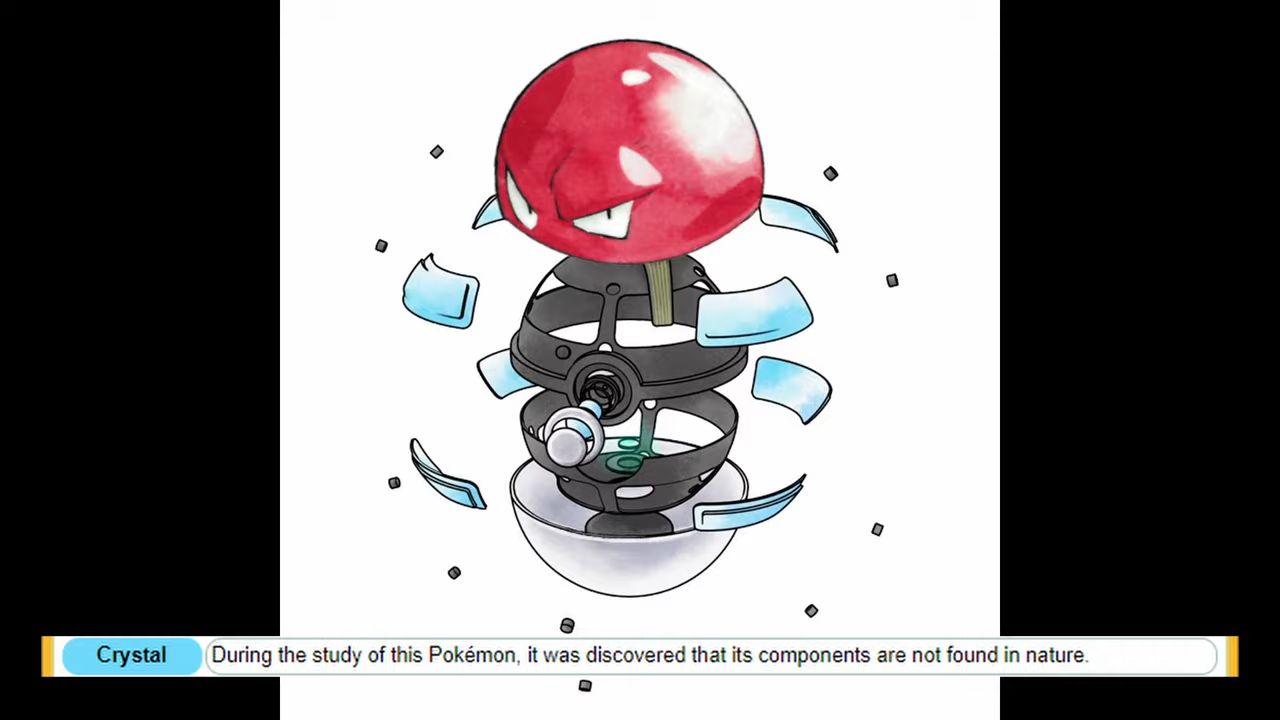 Crystal During the study of this Pokémon, it was discovered that its components are not found in nature.